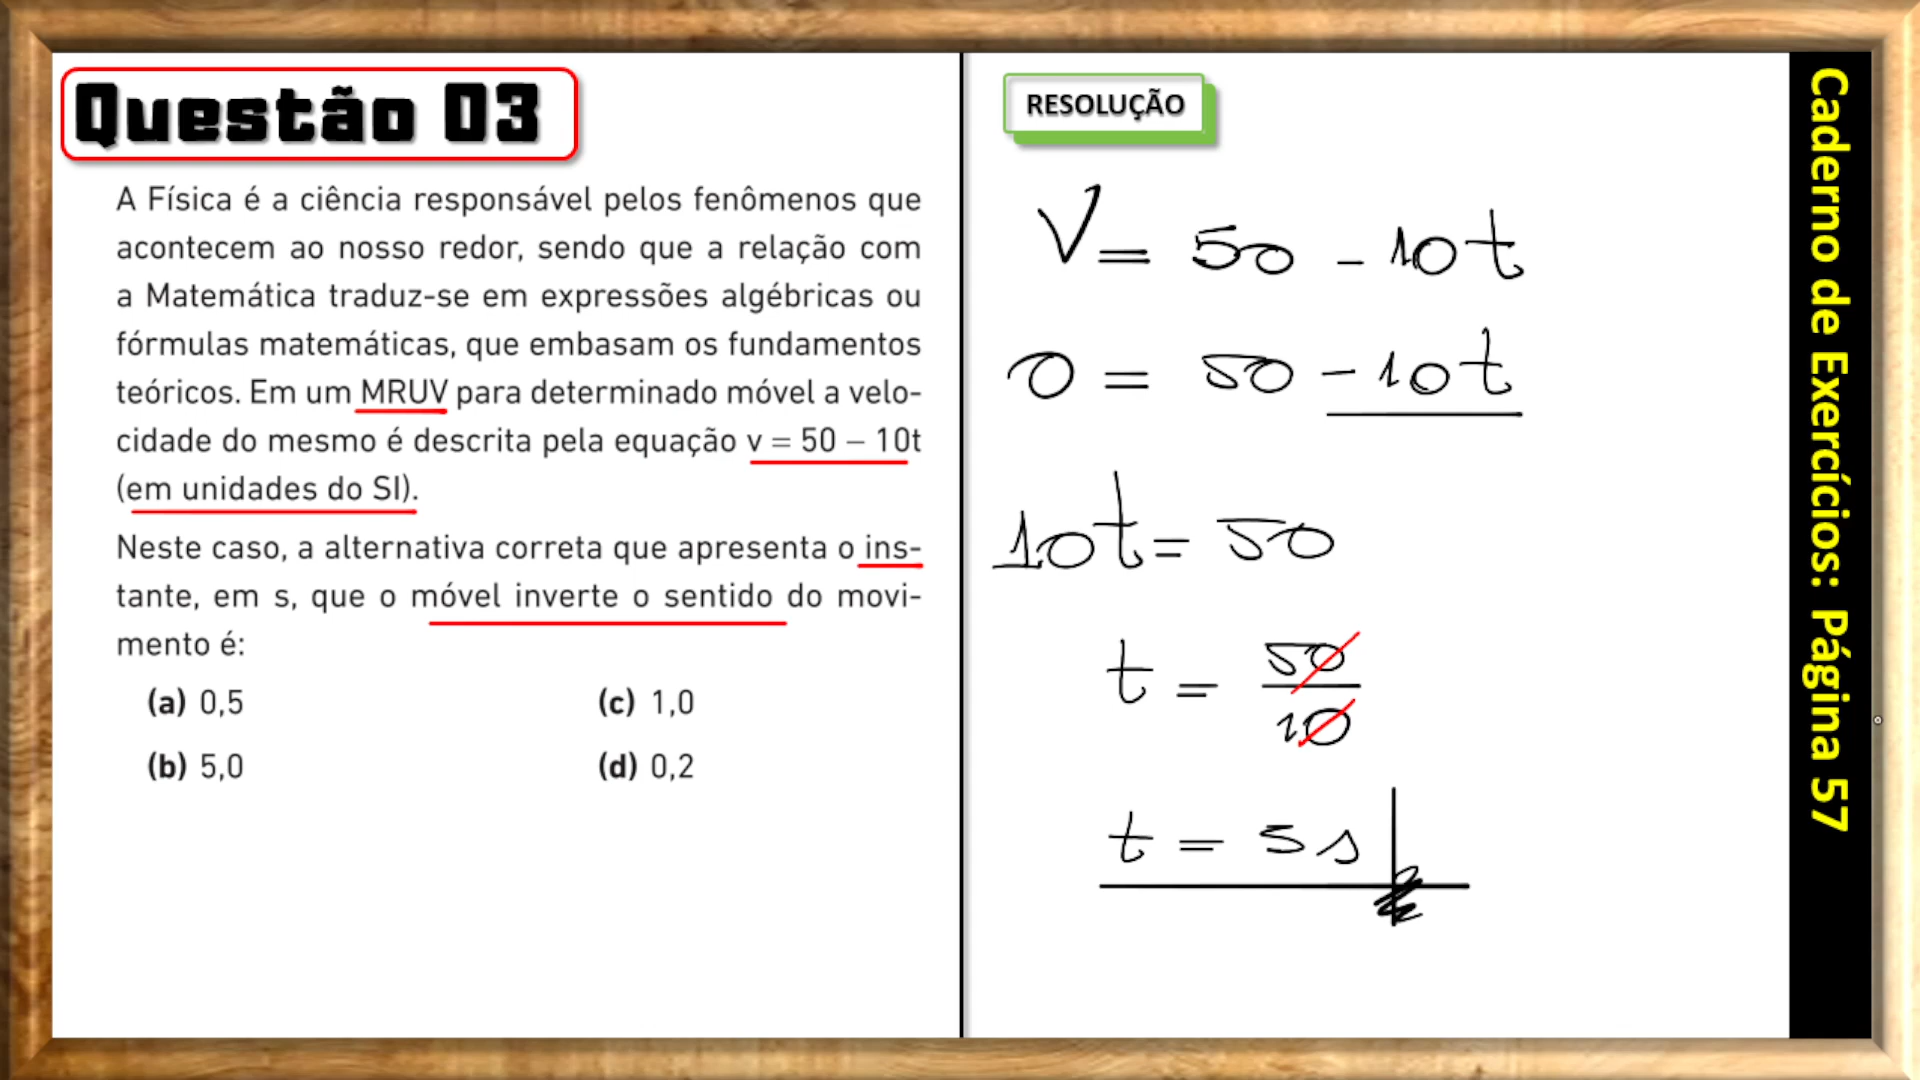 Questão 03
A Física é a ciência responsável pelos fenômenos que
acontecem ao nosso redor, sendo que a relação com
a Matemática traduz-se em expressões algébricas ou
fórmulas matemáticas, que embasam os fundamentos
teóricos. Em um MRUV para determinado móvel a velo-
cidade do mesmo é descrita pela equação v = 50 – 10t
(em unidades do SI).
Neste caso, a alternativa correta que apresenta o ins-
tante, em s, que o móvel inverte o sentido do movi-
mento é:
(a) 0,5
(c) 1,0
(b) 5,0
(d) 0,2
RESOLUÇÃO
V = 50 - 10t
0 = 50 - 10t
10t = 50
t = 50/10
t = 5s
Caderno de Exercícios: Página 57